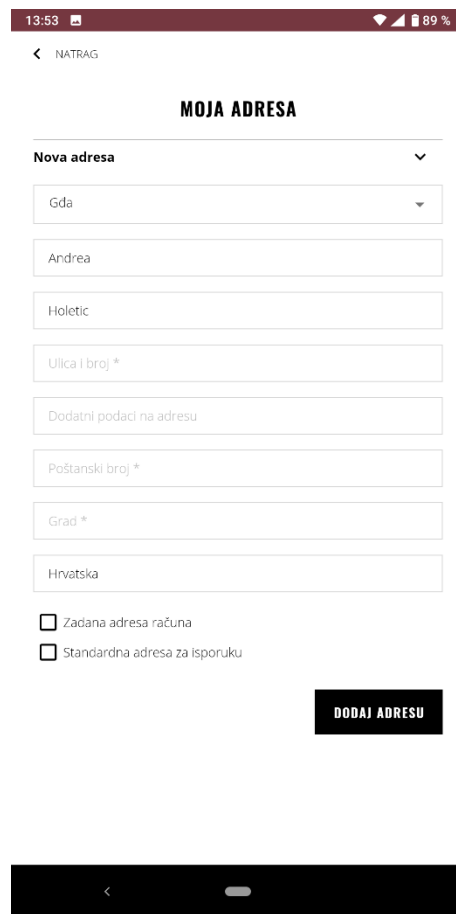 13:53
89 %
NATRAG
MOJA ADRESA
Nova adresa
Gđa
Andrea
Holetic
Ulica i broj *
Dodatni podaci na adresu
Poštanski broj *
Grad *
Hrvatska
Zadana adresa računa
Standardna adresa za isporuku
DODAJ ADRESU